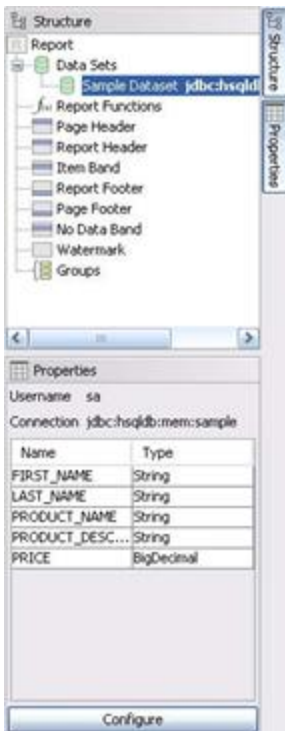 Structure
Report
Data Sets
Sample Dataset jdbc:hsqld
Report Functions
Page Header
Report Header
Item Band
Report Footer
Page Footer
No Data Band
Watermark
Groups
Structure
Properties
Properties
Username sa
Connection jdbc:hsqldb:mem:sample
Name Type
FIRST_NAME String
LAST_NAME String
PRODUCT_NAME String
PRODUCT_DESC... String
PRICE BigDecimal
Configure